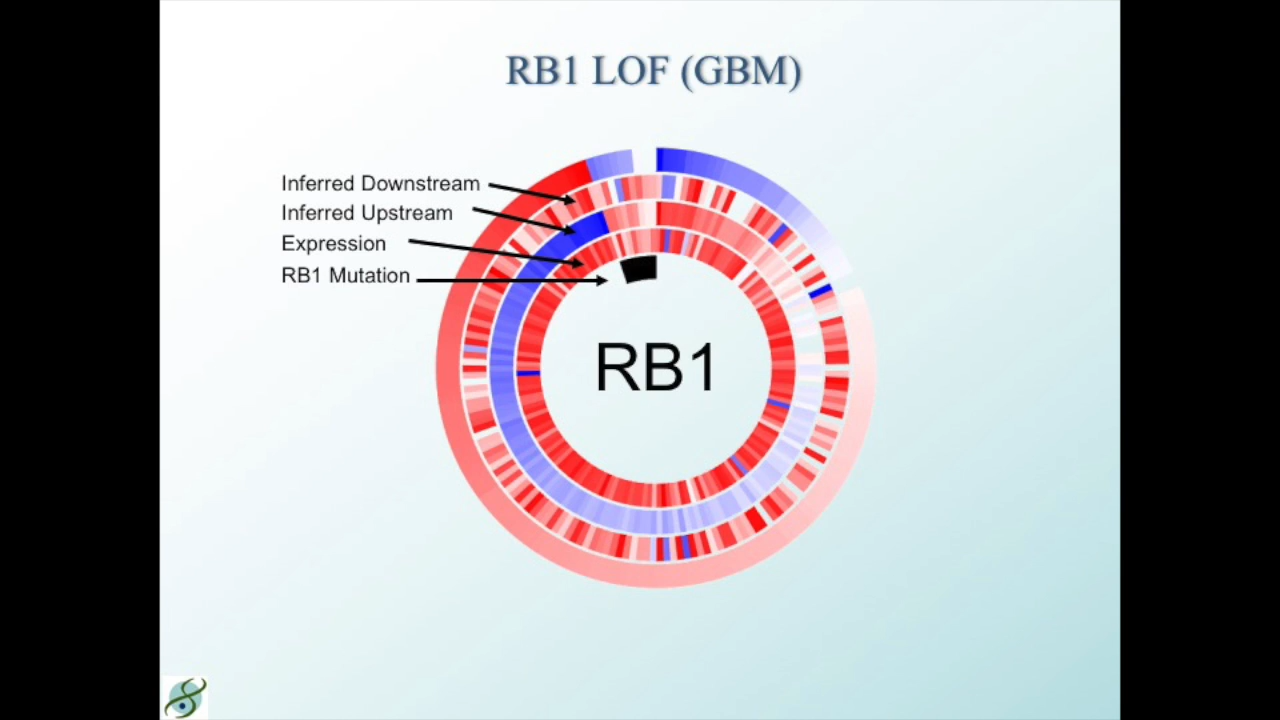 RB1 LOF (GBM)
Inferred Downstream
Inferred Upstream
Expression
RB1 Mutation
RB1